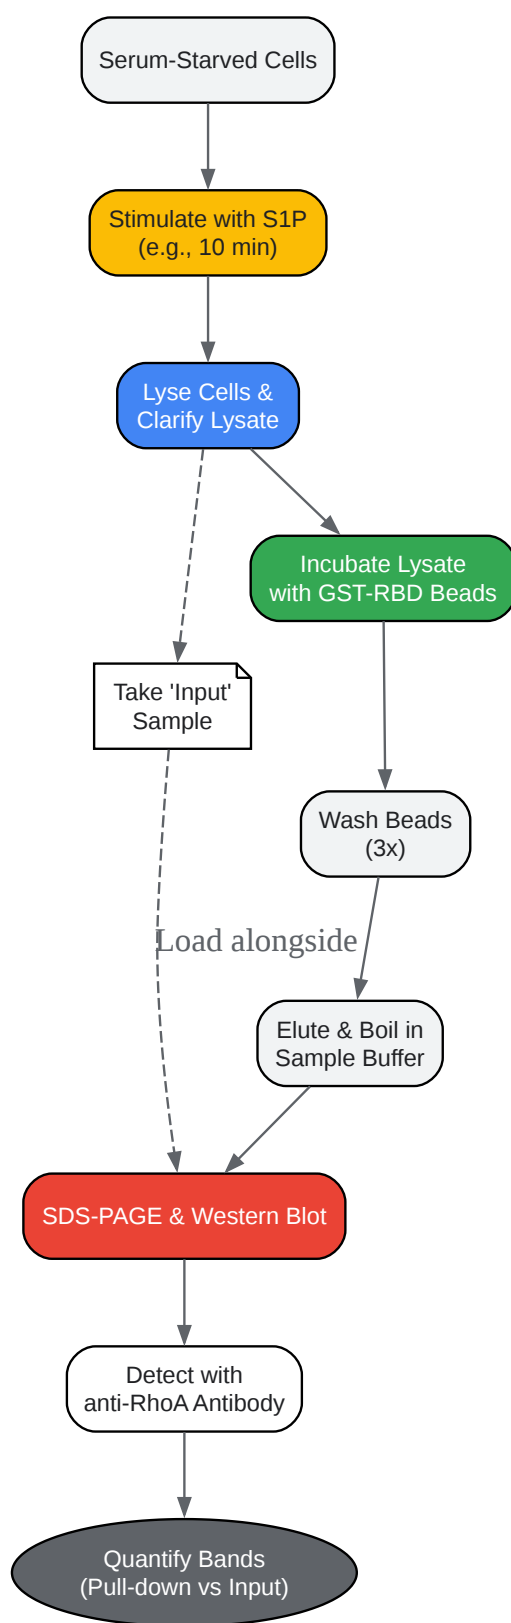 Serum-Starved Cells
Stimulate with S1P
(e.g., 10 min)
Lyse Cells &
Clarify Lysate
Incubate Lysate
with GST-RBD Beads
Take 'Input'
Sample
Wash Beads
(3x)
Load alongside
Elute & Boil in
Sample Buffer
SDS-PAGE & Western Blot
Detect with
anti-RhoA Antibody
Quantify Bands
(Pull-down vs Input)